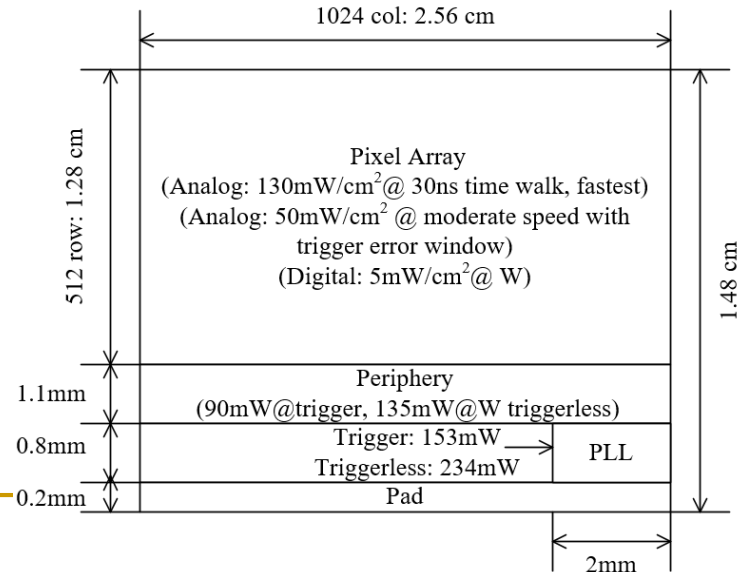 1024 col: 2.56 cm
512 row: 1.28 cm
Pixel Array
(Analog: 130mW/cm²@ 30ns time walk, fastest)
(Analog: 50mW/cm² @ moderate speed with
trigger error window)
(Digital: 5mW/cm²@ W)
1.48 cm
1.1mm
Periphery
(90mW@trigger, 135mW@W triggerless)
0.8mm
Trigger: 153mW
Triggerless: 234mW
PLL
0.2mm
Pad
2mm